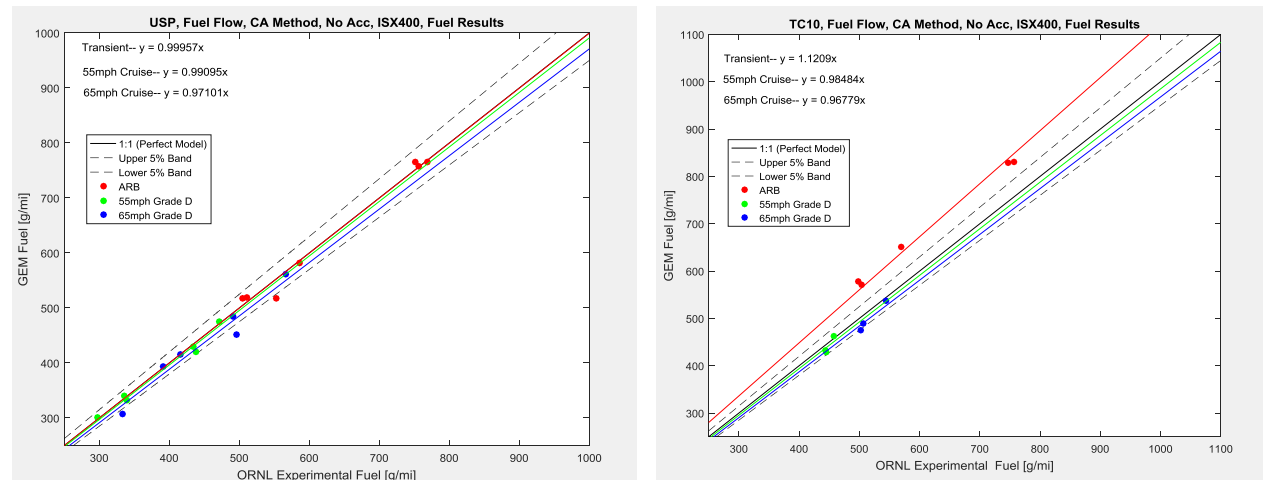 USP, Fuel Flow, CA Method, No Acc, ISX400, Fuel Results
1000
900
800
700
600
500
400
300
GEM Fuel [g/mi]
Transient-- y = 0.99957x
55mph Cruise-- y = 0.99095x
65mph Cruise-- y = 0.97101x
1:1 (Perfect Model)
Upper 5% Band
Lower 5% Band
ARB
55mph Grade D
65mph Grade D
300 400 500 600 700 800 900 1000
ORNL Experimental Fuel [g/mi]
TC10, Fuel Flow, CA Method, No Acc, ISX400, Fuel Results
1100
1000
900
800
700
600
500
400
300
GEM Fuel [g/mi]
Transient-- y = 1.1209x
55mph Cruise-- y = 0.98484x
65mph Cruise-- y = 0.96779x
1:1 (Perfect Model)
Upper 5% Band
Lower 5% Band
ARB
55mph Grade D
65mph Grade D
300 400 500 600 700 800 900 1000 1100
ORNL Experimental Fuel [g/mi]